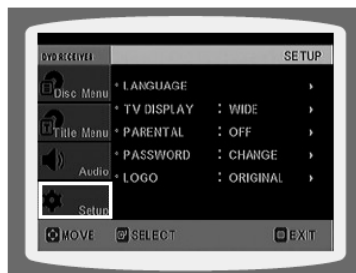 DVD RECEIVER SETUP
Disc Menu
Title Menu
Audio
Setup
• LANGUAGE
• TV DISPLAY : WIDE
• PARENTAL : OFF
• PASSWORD : CHANGE
• LOGO : ORIGINAL
MOVE SELECT EXIT